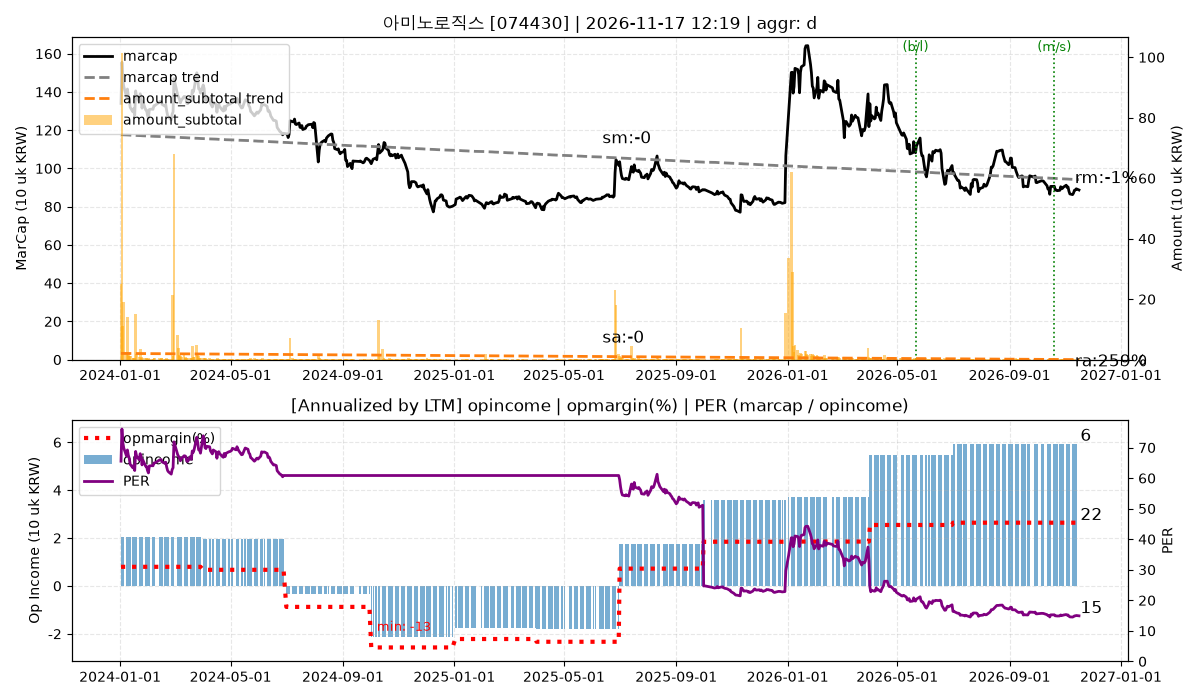 아미노로직스 [074430] | 2026-11-17 12:19 | aggr: d
MarCap (10 uk KRW)
160
140
120
100
80
60
40
20
0
marcap
marcap trend
amount_subtotal trend
amount_subtotal
sm:-0
sa:-0
(b/l)
(m/s)
rm:-1%
ra:250%
100
80
60
40
20
0
Amount (10 uk KRW)
2024-01-01 2024-05-01 2024-09-01 2025-01-01 2025-05-01 2025-09-01 2026-01-01 2026-05-01 2026-09-01 2027-01-01
[Annualized by LTM] opincome | opmargin(%) | PER (marcap / opincome)
Op Income (10 uk KRW)
6
4
2
0
-2
opmargin(%)
opincome
PER
min: -13
6
22
15
70
60
50
40
30
20
10
0
PER
2024-01-01 2024-05-01 2024-09-01 2025-01-01 2025-05-01 2025-09-01 2026-01-01 2026-05-01 2026-09-01 2027-01-01